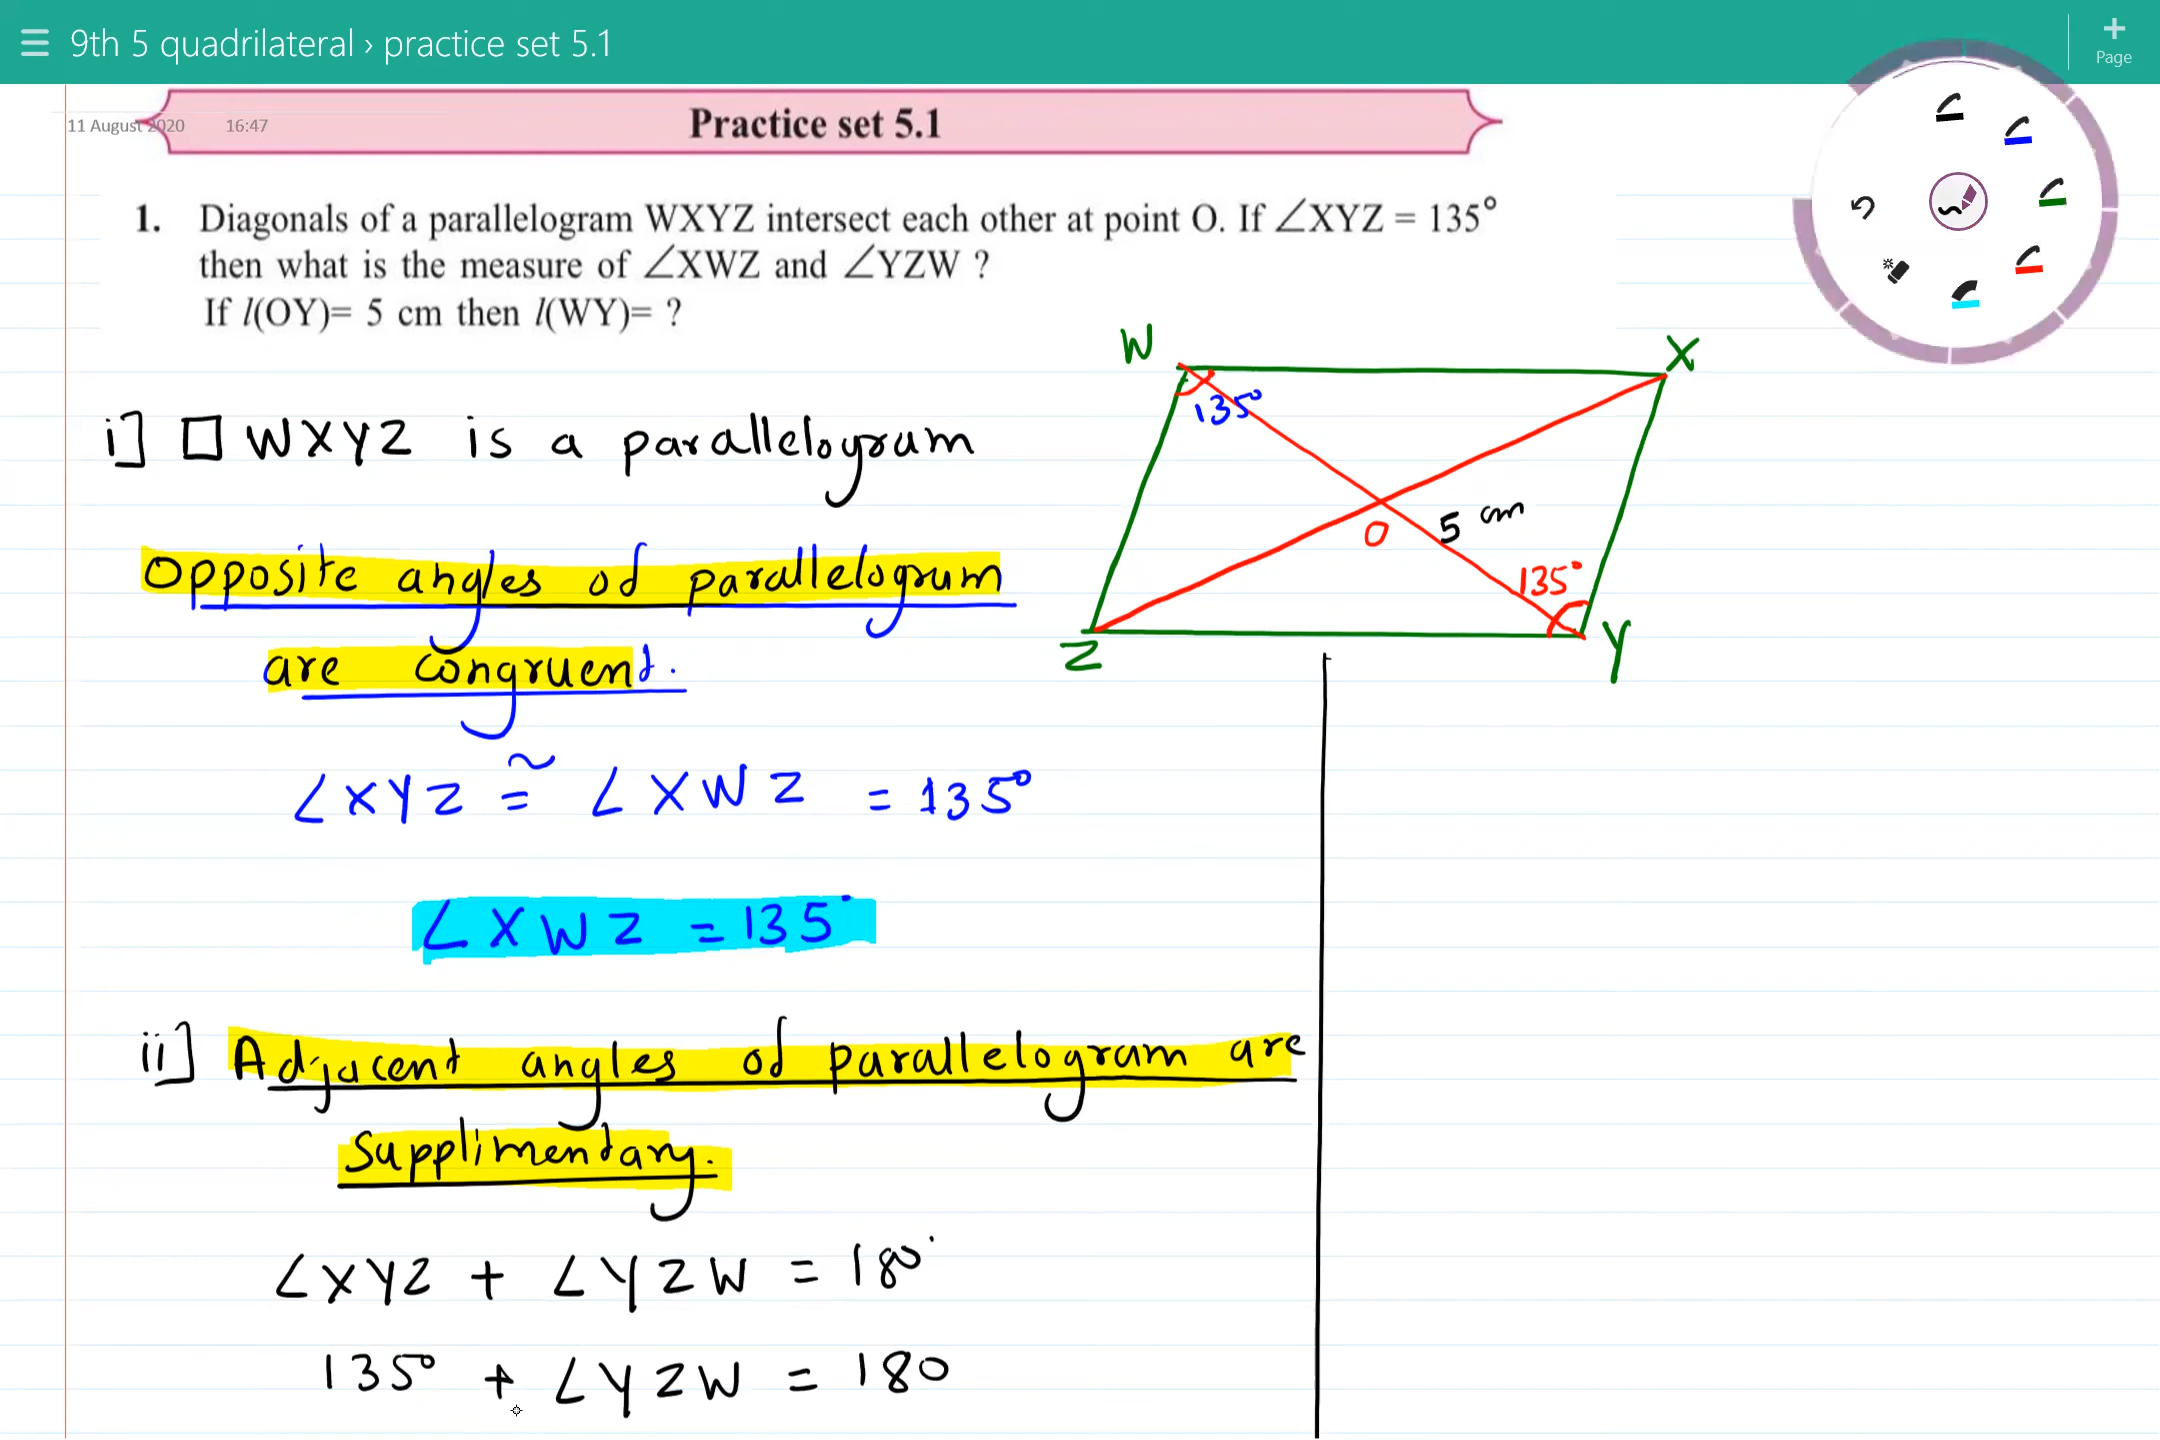 9th 5 quadrilateral › practice set 5.1
Page
11 August 2020 16:47
Practice set 5.1
1. Diagonals of a parallelogram WXYZ intersect each other at point O. If ∠XYZ = 135°
then what is the measure of ∠XWZ and ∠YZW ?
If l(OY)= 5 cm then l(WY)= ?
W
X
135°
i] □ WXYZ is a parallelogram
5 cm
O
135°
Opposite angles of parallelogram
Z
Y
are congruent.
∠XYZ ≅ ∠XWZ = 135°
∠XWZ = 135°
ii] Adjacent angles of parallelogram are
Supplimentary.
∠XYZ + ∠YZW = 180°
135° + ∠YZW = 180